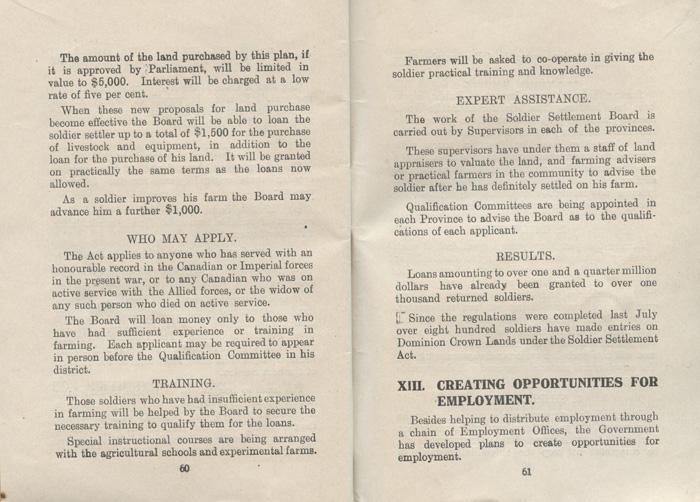 The amount of the land purchased by this plan, if
it is approved by Parliament, will be limited in
value to $5,000. Interest will be charged at a low
rate of five per cent.
When these new proposals for land purchase
become effective the Board will be able to loan the
soldier settler up to a total of $1,500 for the purchase
of livestock and equipment, in addition to the
loan for the purchase of his land. It will be granted
on practically the same terms as the loans now
allowed.
As a soldier improves his farm the Board may
advance him a further $1,000.
WHO MAY APPLY.
The Act applies to anyone who has served with an
honourable record in the Canadian or Imperial forces
in the present war, or to any Canadian who was on
active service with the Allied forces, or the widow of
any such person who died on active service.
The Board will loan money only to those who
have had sufficient experience or training in
farming. Each applicant may be required to appear
in person before the Qualification Committee in his
district.
TRAINING.
Those soldiers who have had insufficient experience
in farming will be helped by the Board to secure the
necessary training to qualify them for the loans.
Special instructional courses are being arranged
with the agricultural schools and experimental farms.
60
Farmers will be asked to co-operate in giving the
soldier practical training and knowledge.
EXPERT ASSISTANCE.
The work of the Soldier Settlement Board is
carried out by Supervisors in each of the provinces.
These supervisors have under them a staff of land
appraisers to valuate the land, and farming advisers
or practical farmers in the community to advise the
soldier after he has definitely settled on his farm.
Qualification Committees are being appointed in
each Province to advise the Board as to the qualifi-
cations of each applicant.
RESULTS.
Loans amounting to over one and a quarter million
dollars have already been granted to over one
thousand returned soldiers.
Since the regulations were completed last July
over eight hundred soldiers have made entries on
Dominion Crown Lands under the Soldier Settlement
Act.
XIII. CREATING OPPORTUNITIES FOR
EMPLOYMENT.
Besides helping to distribute employment through
a chain of Employment Offices, the Government
has developed plans to create opportunities for
employment.
61